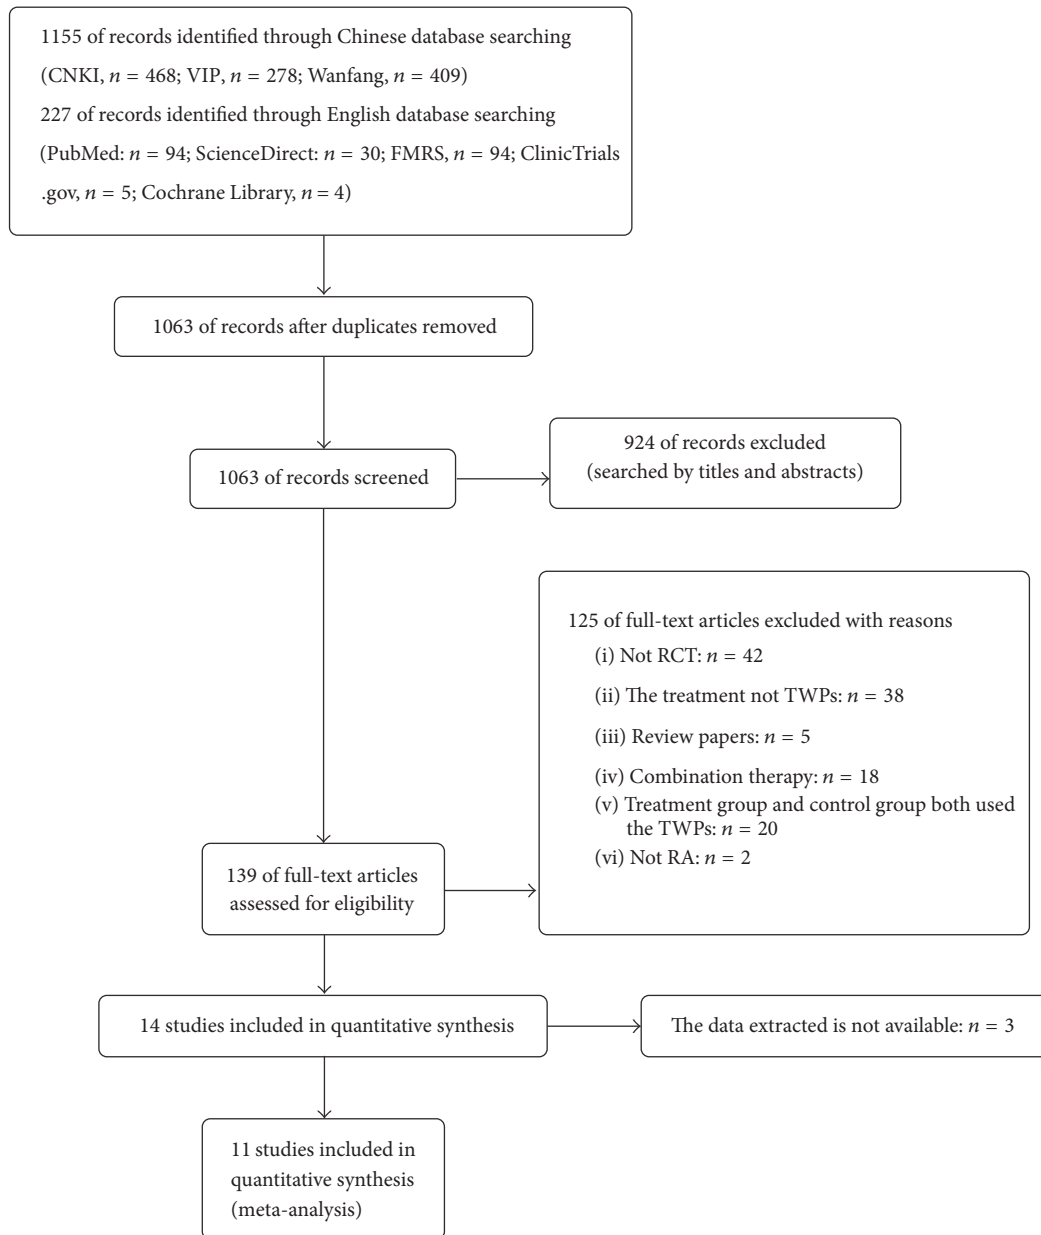 1155 of records identified through Chinese database searching
(CNKI, n = 468; VIP, n = 278; Wanfang, n = 409)
227 of records identified through English database searching
(PubMed: n = 94; ScienceDirect: n = 30; FMRS, n = 94; ClinicTrials
.gov, n = 5; Cochrane Library, n = 4)
1063 of records after duplicates removed
1063 of records screened
924 of records excluded
(searched by titles and abstracts)
125 of full-text articles excluded with reasons
(i) Not RCT: n = 42
(ii) The treatment not TWPs: n = 38
(iii) Review papers: n = 5
(iv) Combination therapy: n = 18
(v) Treatment group and control group both used
the TWPs: n = 20
(vi) Not RA: n = 2
139 of full-text articles
assessed for eligibility
14 studies included in quantitative synthesis
The data extracted is not available: n = 3
11 studies included in
quantitative synthesis
(meta-analysis)